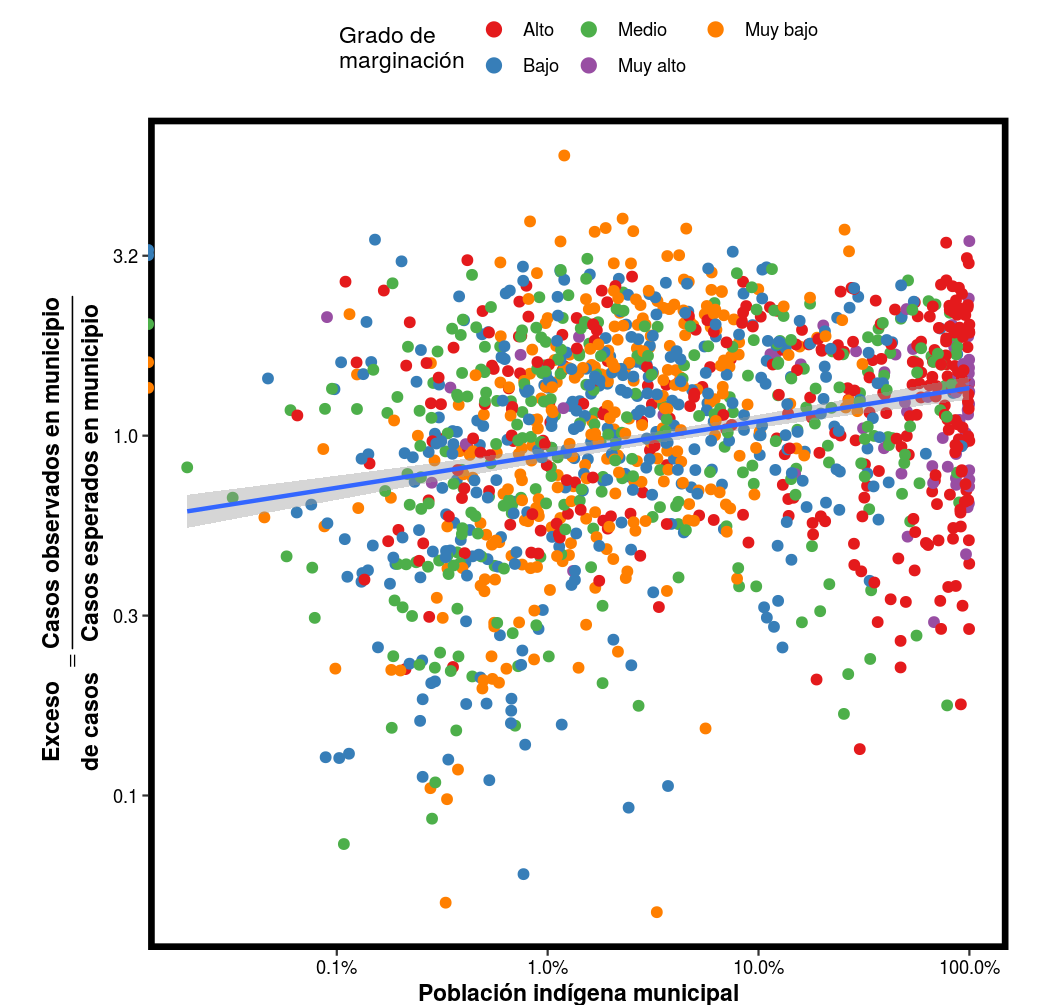 Grado de
marginación
Alto
Medio
Muy bajo
Bajo
Muy alto
Exceso
de casos
=
Casos observados en municipio
Casos esperados en municipio
3.2
1.0
0.3
0.1
0.1%
1.0%
10.0%
100.0%
Población indígena municipal